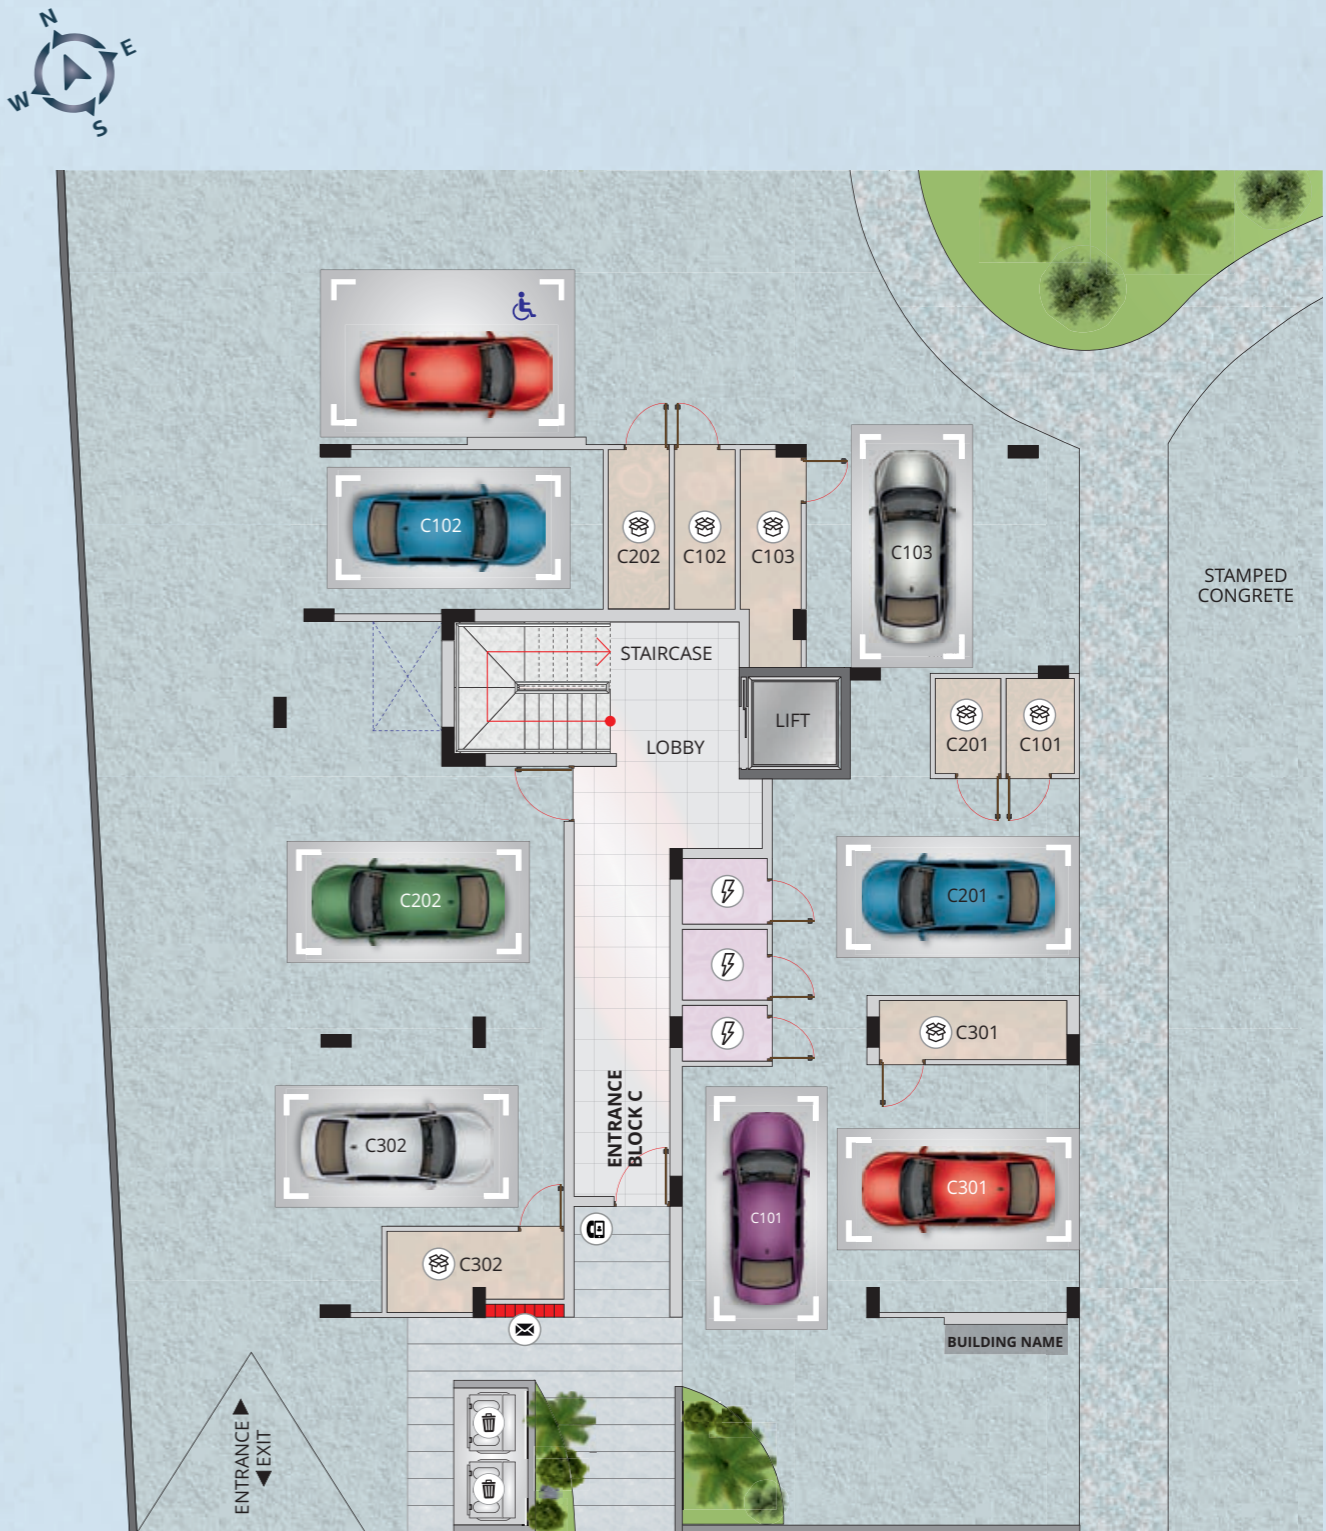 N
E
W
S
C102
C202
C102
C103
C103
STAMPED
CONGRETE
STAIRCASE
LIFT
LOBBY
C201
C101
C202
C201
C301
ENTRANCE
BLOCK C
C302
C301
C101
C302
BUILDING NAME
ENTRANCE
EXIT